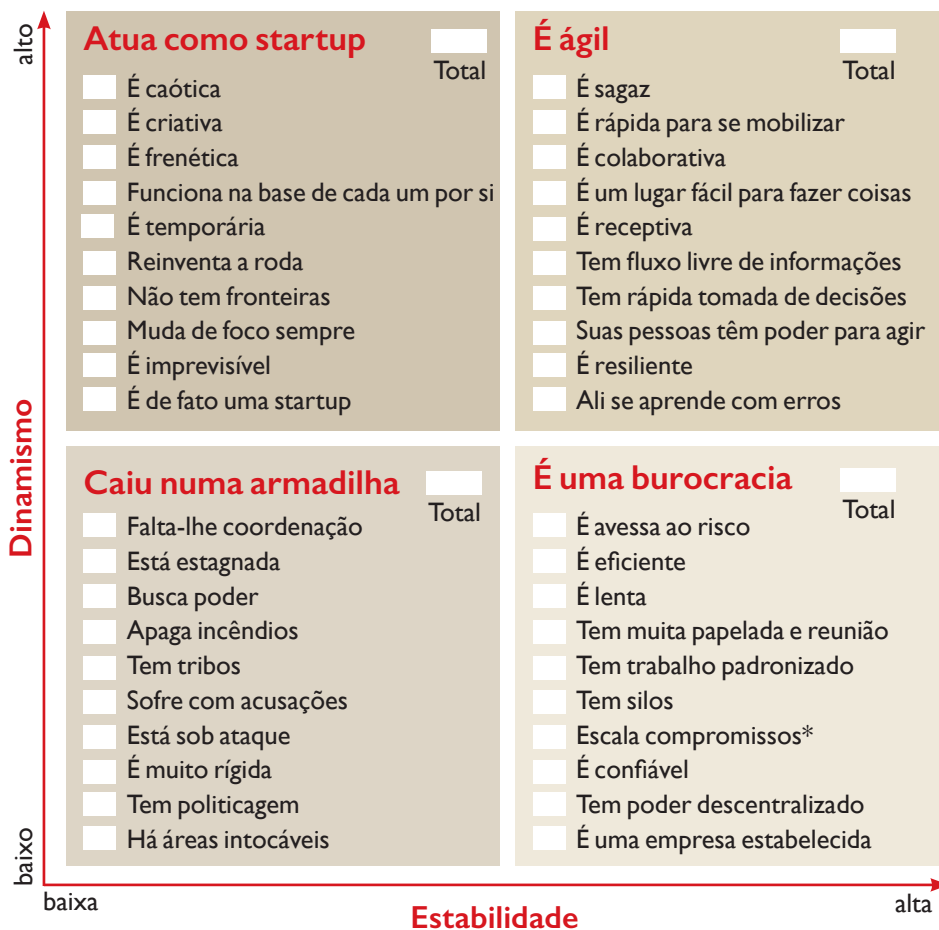 alto
Dinamismo
baixo
Atua como startup
Total
É caótica
É criativa
É frenética
Funciona na base de cada um por si
É temporária
Reinventa a roda
Não tem fronteiras
Muda de foco sempre
É imprevisível
É de fato uma startup
É ágil
Total
É sagaz
É rápida para se mobilizar
É colaborativa
É um lugar fácil para fazer coisas
É receptiva
Tem fluxo livre de informações
Tem rápida tomada de decisões
Suas pessoas têm poder para agir
É resiliente
Ali se aprende com erros
Caiu numa armadilha
Total
Falta-lhe coordenação
Está estagnada
Busca poder
Apaga incêndios
Tem tribos
Sofre com acusações
Está sob ataque
É muito rígida
Tem politicagem
Há áreas intocáveis
É uma burocracia
Total
É avessa ao risco
É eficiente
É lenta
Tem muita papelada e reunião
Tem trabalho padronizado
Tem silos
Escala compromissos*
É confiável
Tem poder descentralizado
É uma empresa estabelecida
baixa
Estabilidade
alta